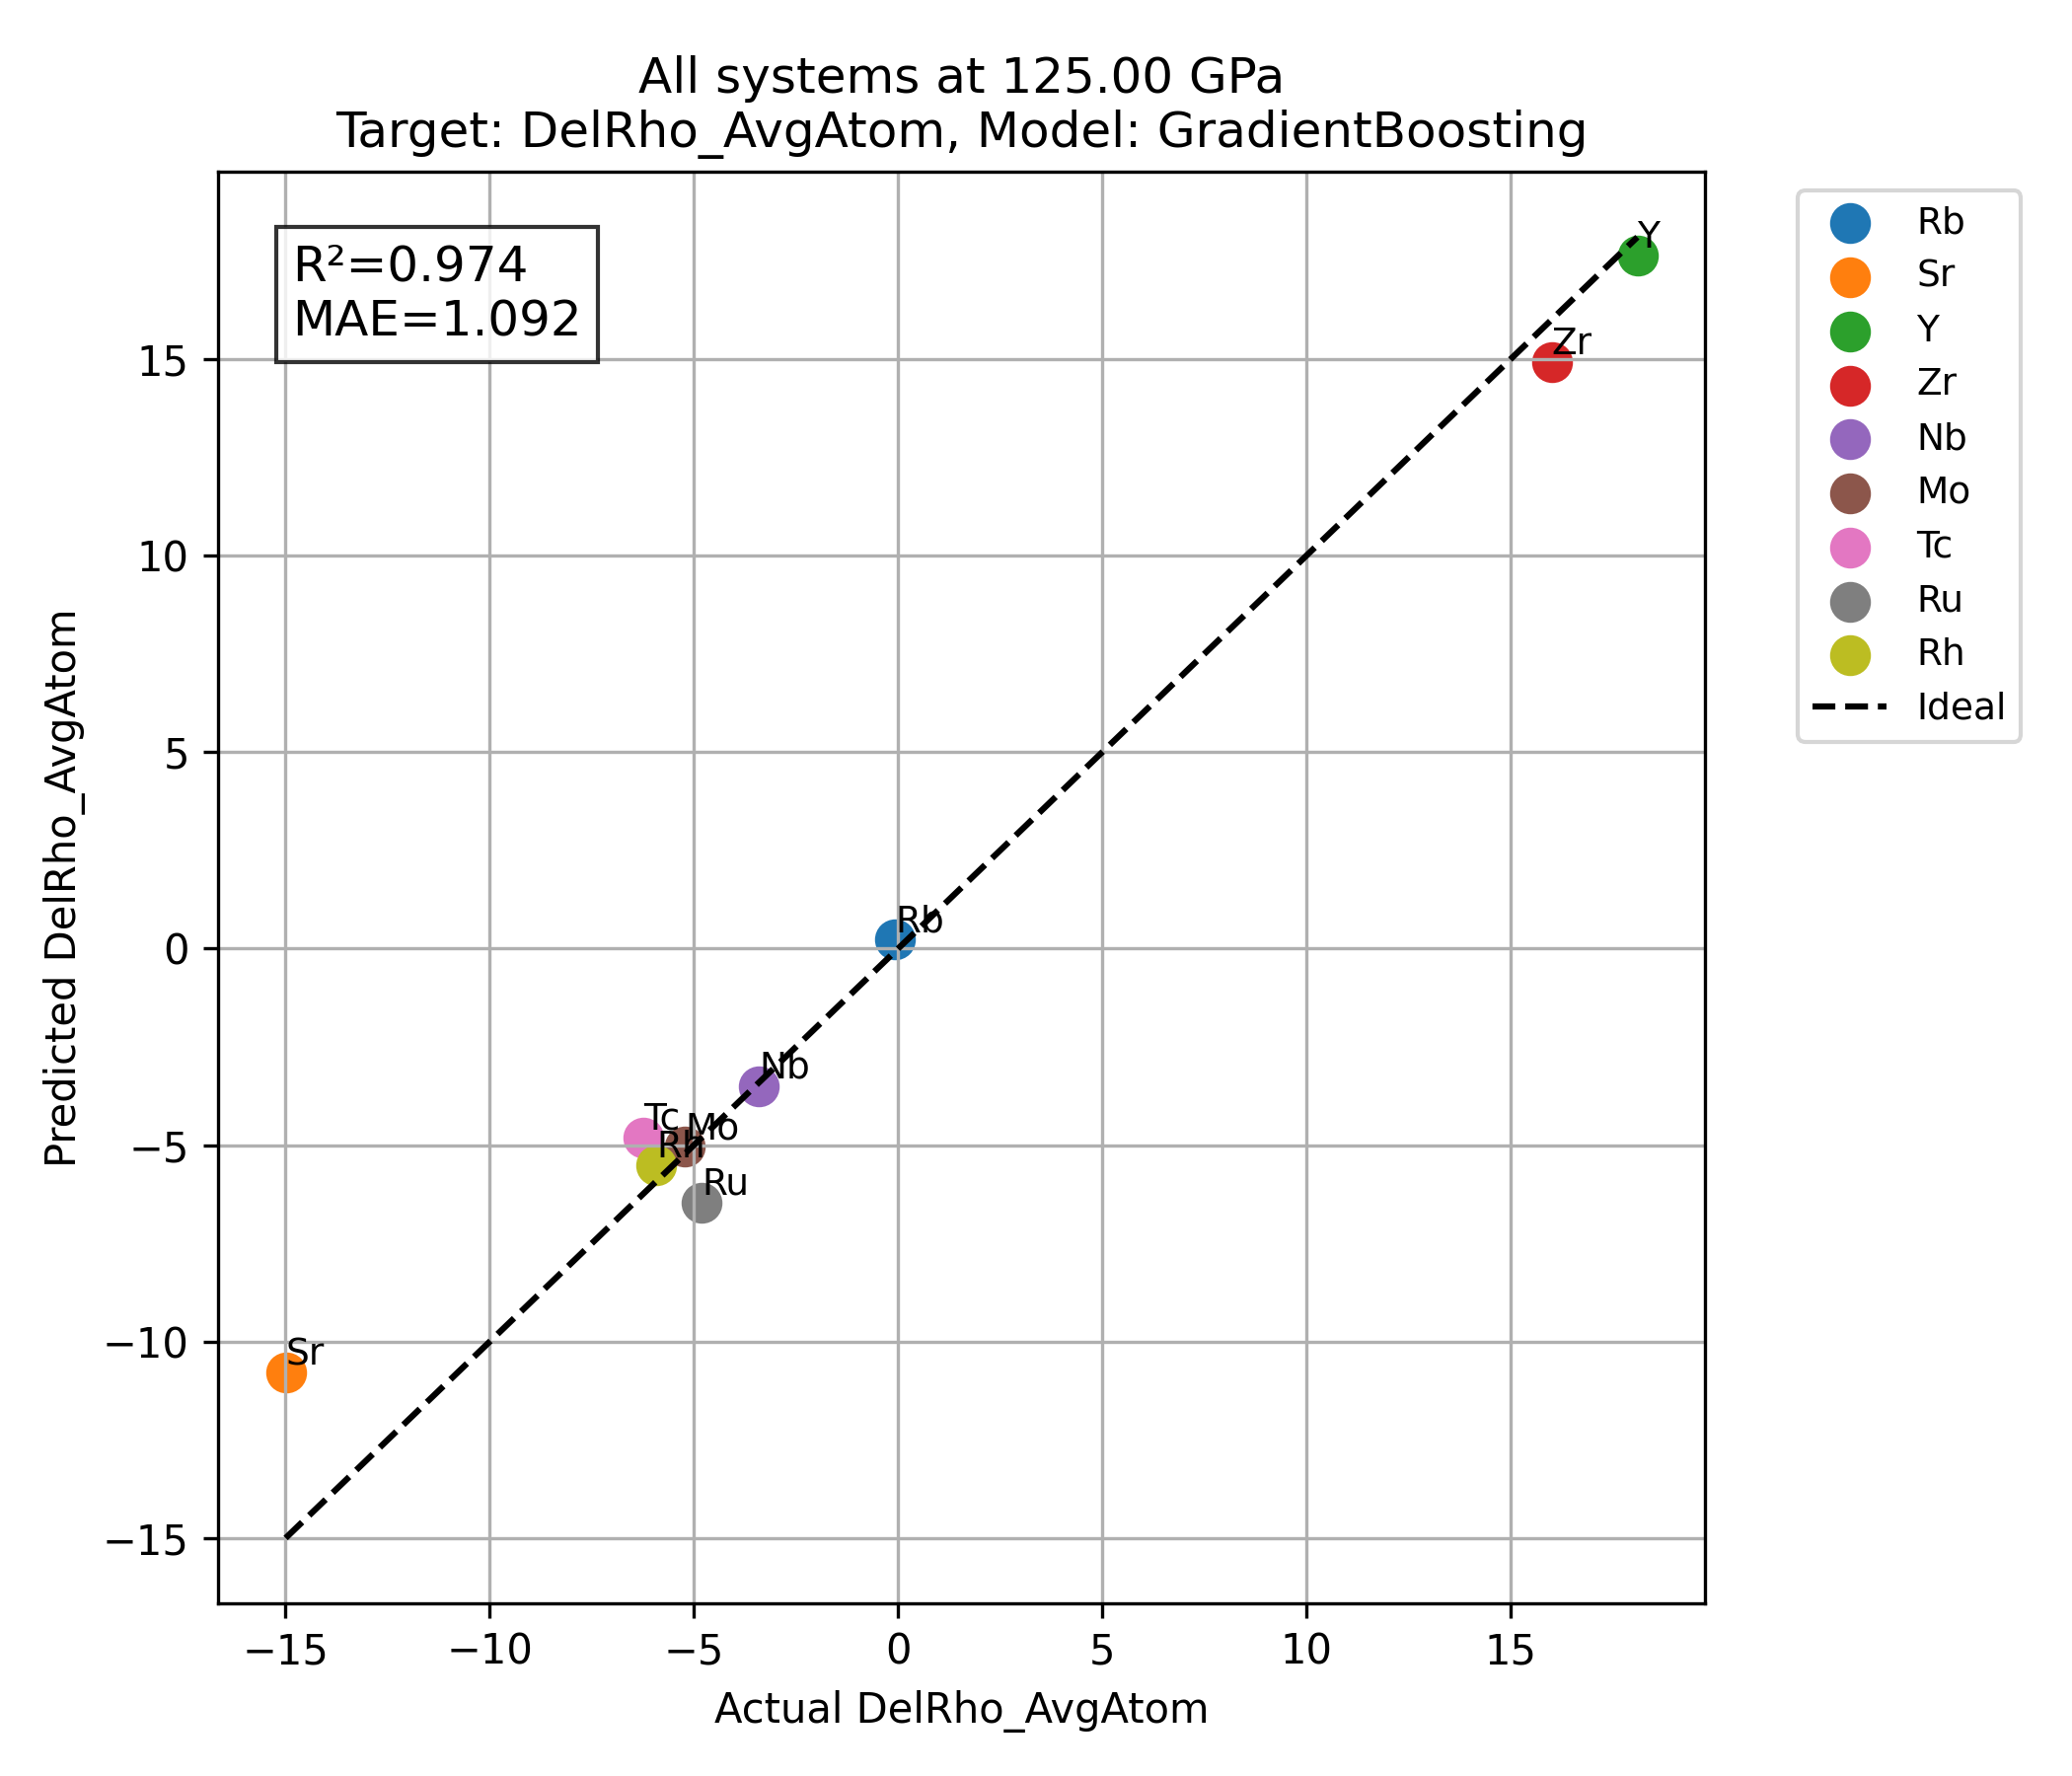 All systems at 125.00 GPa
Target: DelRho_AvgAtom, Model: GradientBoosting
R²=0.974
MAE=1.092
Y
Zr
Rb
Nb
Tc
Mo
Rh
Ru
Sr
Rb
Sr
Y
Zr
Nb
Mo
Tc
Ru
Rh
Ideal
Predicted DelRho_AvgAtom
15
10
5
0
−5
−10
−15
−15
−10
−5
0
5
10
15
Actual DelRho_AvgAtom